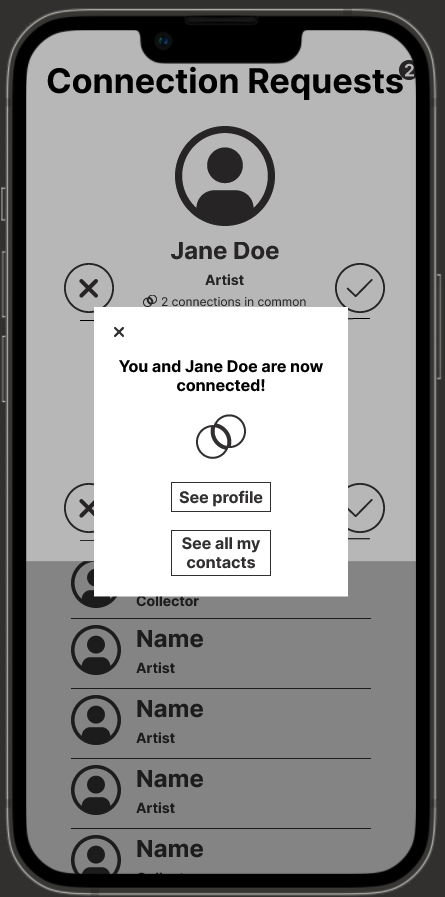 Connection Requests
2
Jane Doe
Artist
2 connections in common
You and Jane Doe are now
connected!
See profile
See all my
contacts
Collector
Name
Artist
Name
Artist
Name
Artist
Name